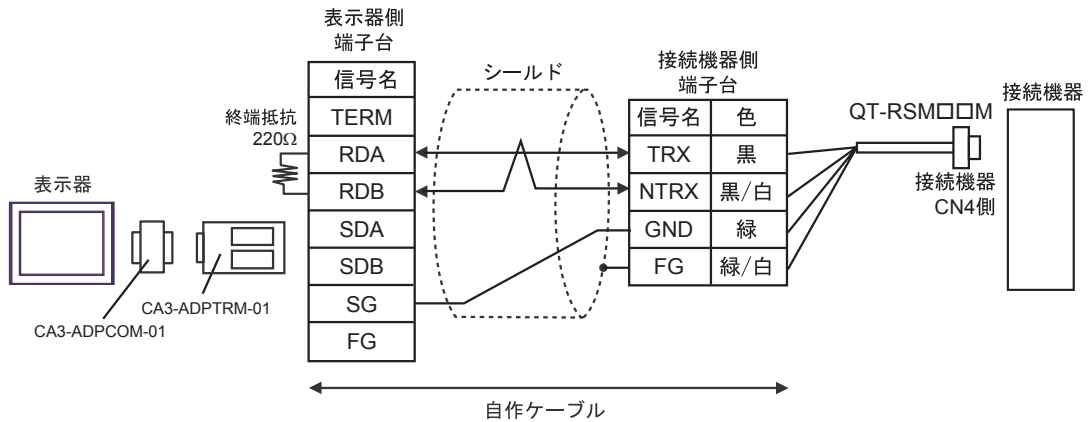 表示器側
端子台
信号名
TERM
RDA
RDB
SDA
SDB
SG
FG
終端抵抗
220Ω
表示器
CA3-ADPCOM-01
CA3-ADPTRM-01
シールド
接続機器側
端子台
信号名 色
TRX 黒
NTRX 黒/白
GND 緑
FG 緑/白
QT-RSM□□M
接続機器
CN4側
接続機器
自作ケーブル